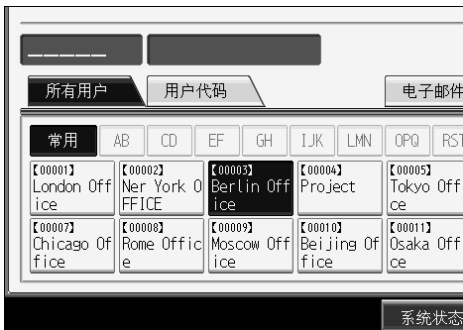 _ _ _ _ _
所有用户 用户代码 电子邮件
常用 AB CD EF GH IJK LMN OPQ RST
【00001】 【00002】 【00003】 【00004】 【00005】
London Off Ner York O Berlin Off Project Tokyo Off
ice FFICE ice ce
【00007】 【00008】 【00009】 【00010】 【00011】
Chicago Of Rome Offic Moscow Off Beijing Of Osaka Off
fice e ice fice ce
系统状态